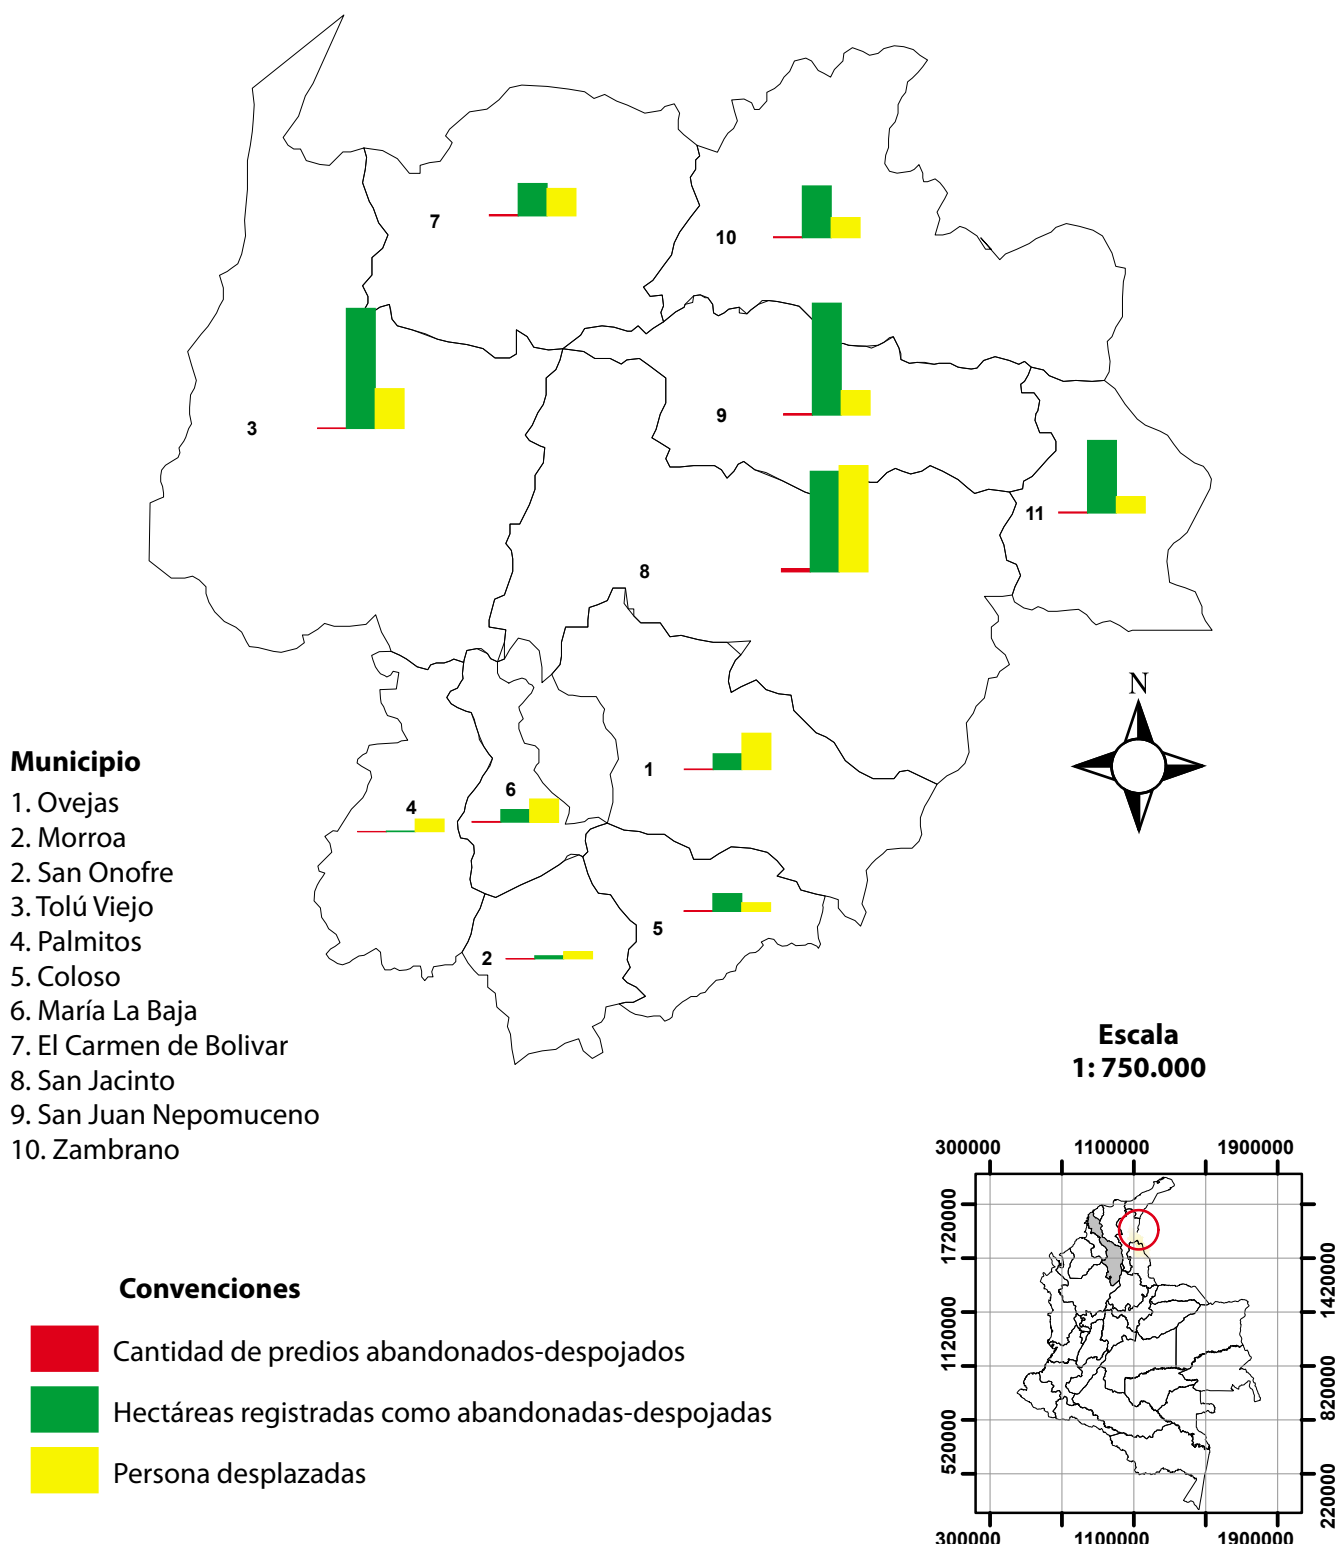 7
10
3
9
11
8
1
6
4
5
2
N
Municipio
1. Ovejas
2. Morroa
2. San Onofre
3. Tolú Viejo
4. Palmitos
5. Coloso
6. María La Baja
7. El Carmen de Bolivar
8. San Jacinto
9. San Juan Nepomuceno
10. Zambrano
Escala
1: 750.000
Convenciones
Cantidad de predios abandonados-despojados
Hectáreas registradas como abandonadas-despojadas
Persona desplazadas
300000 1100000 1900000
1720000
1120000
520000
1420000
820000
220000
300000 1100000 1900000